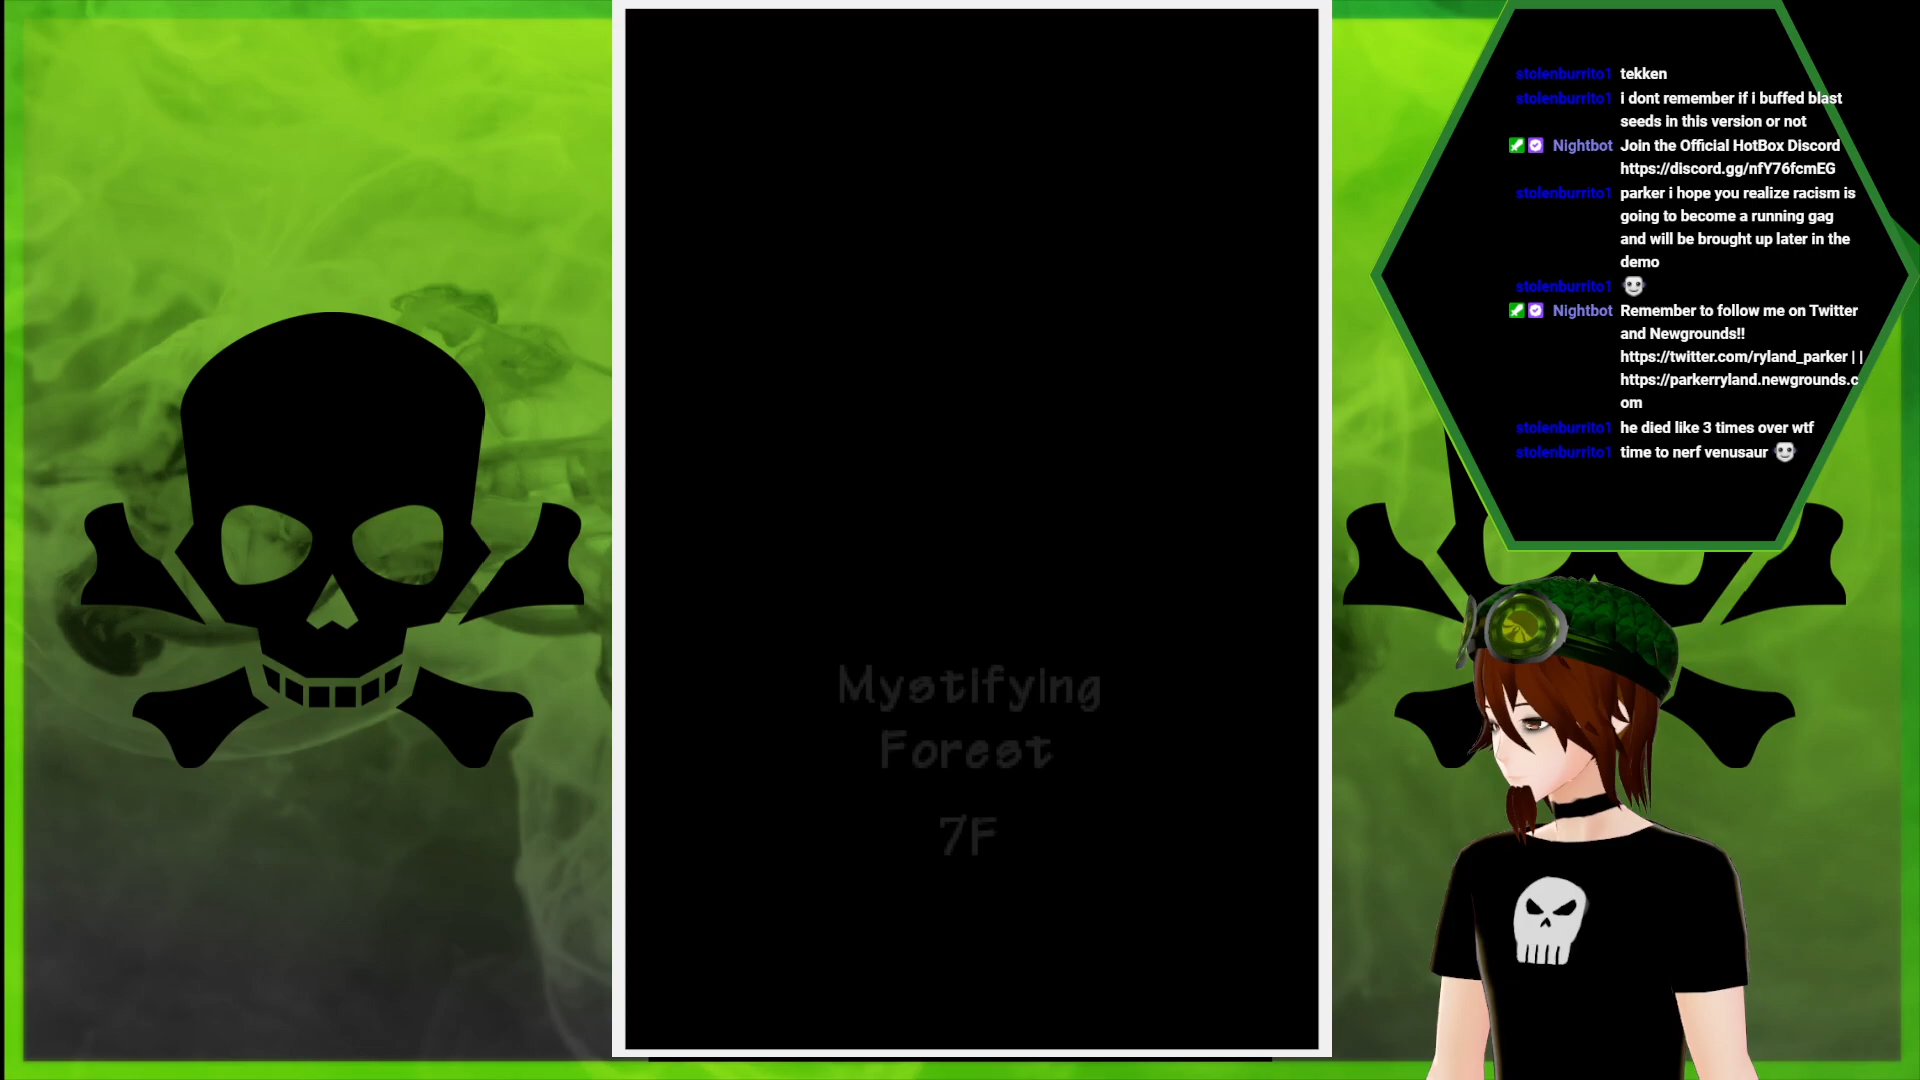 stolenburrito1 tekken
stolenburrito1 i dont remember if i buffed blast
seeds in this version or not
Nightbot Join the Official HotBox Discord
https://discord.gg/nfY76fcmEG
stolenburrito1 parker i hope you realize racism is
going to become a running gag
and will be brought up later in the
demo
stolenburrito1
Nightbot Remember to follow me on Twitter
and Newgrounds!!
https://twitter.com/ryland_parker | |
https://parkerryland.newgrounds.c
om
stolenburrito1 he died like 3 times over wtf
stolenburrito1 time to nerf venusaur
Mystifying
Forest
7F